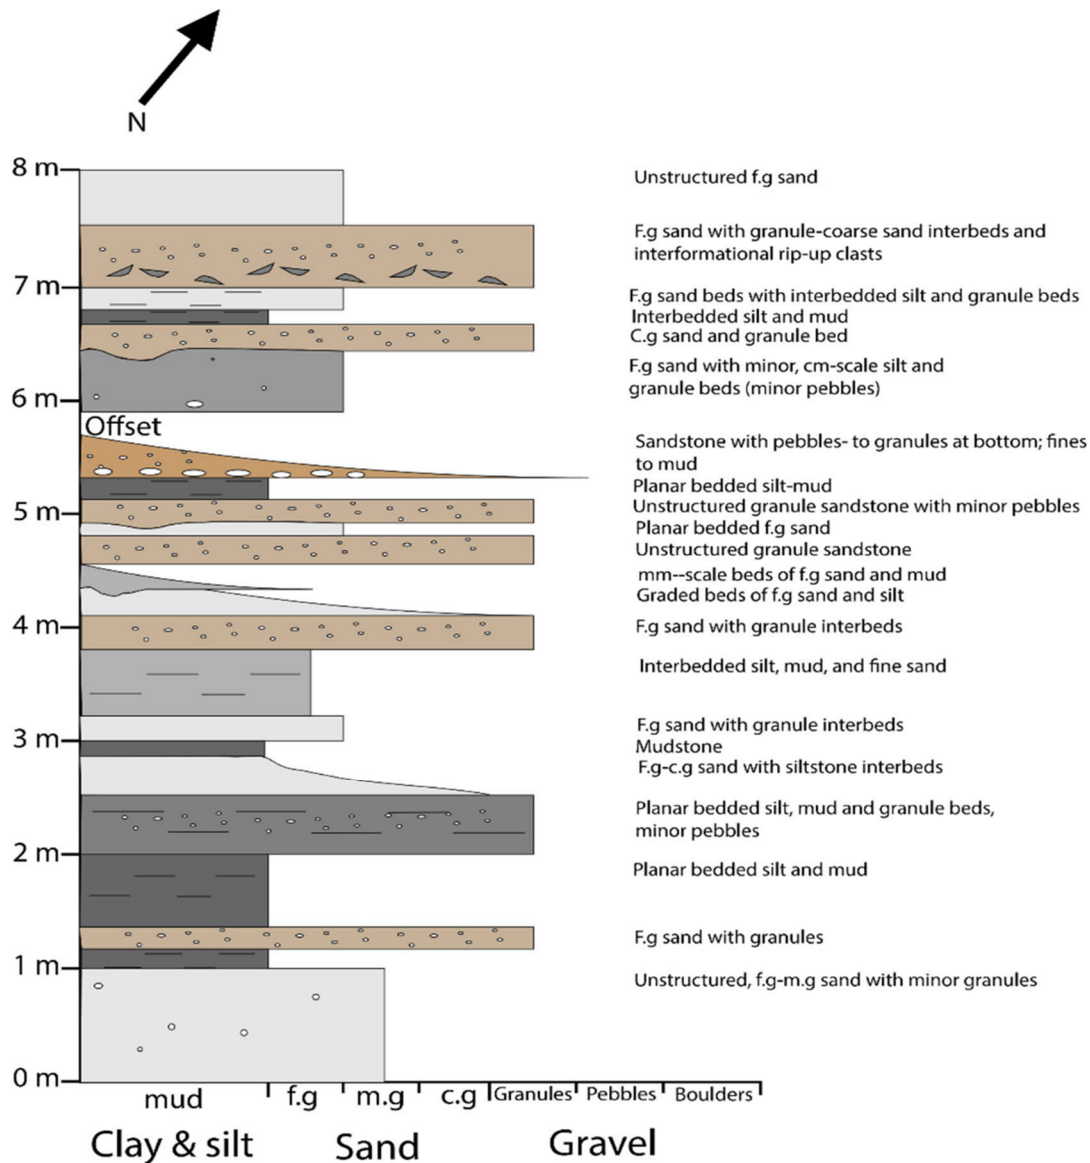 N
8 m
Unstructured f.g sand
F.g sand with granule-coarse sand interbeds and
interformational rip-up clasts
7 m
F.g sand beds with interbedded silt and granule beds
Interbedded silt and mud
C.g sand and granule bed
F.g sand with minor, cm-scale silt and
granule beds (minor pebbles)
6 m
Offset
Sandstone with pebbles- to granules at bottom; fines
to mud
Planar bedded silt-mud
5 m
Unstructured granule sandstone with minor pebbles
Planar bedded f.g sand
Unstructured granule sandstone
mm--scale beds of f.g sand and mud
Graded beds of f.g sand and silt
4 m
F.g sand with granule interbeds
Interbedded silt, mud, and fine sand
F.g sand with granule interbeds
3 m
Mudstone
F.g-c.g sand with siltstone interbeds
Planar bedded silt, mud and granule beds,
minor pebbles
2 m
Planar bedded silt and mud
F.g sand with granules
1 m
Unstructured, f.g-m.g sand with minor granules
0 m
mud f.g m.g c.g Granules Pebbles Boulders
Clay & silt Sand Gravel